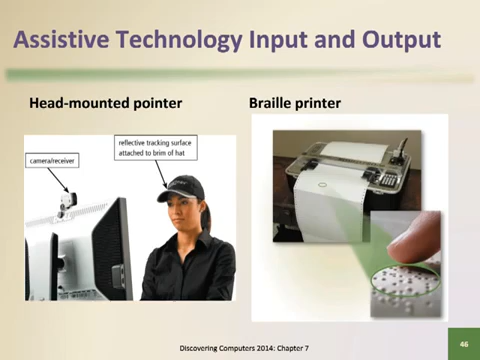 Assistive Technology Input and Output
Head-mounted pointer
Braille printer
reflective tracking surface
attached to brim of hat
camera/receiver
Discovering Computers 2014: Chapter 7
46